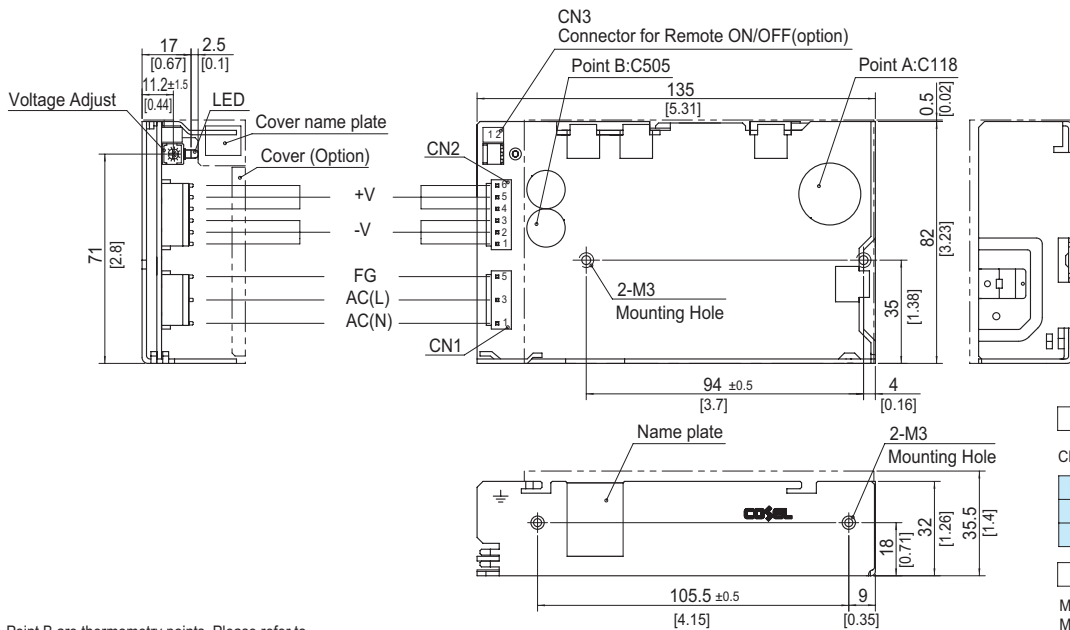 CN3
Connector for Remote ON/OFF(option)
17
[0.67]
2.5
[0.1]
Point B:C505
Point A:C118
11.2±1.5
[0.44]
135
[5.31]
0.5
[0.02]
Voltage Adjust
LED
Cover name plate
Cover (Option)
CN2
1 2
+V
-V
6
5
4
3
2
1
71
[2.8]
82
[3.23]
FG
AC(L)
AC(N)
5
3
1
CN1
2-M3
Mounting Hole
35
[1.38]
94 ±0.5
[3.7]
4
[0.16]
Name plate
2-M3
Mounting Hole
COSEL
18
[0.71]
32
[1.26]
35.5
[1.4]
105.5 ±0.5
[4.15]
9
[0.35]